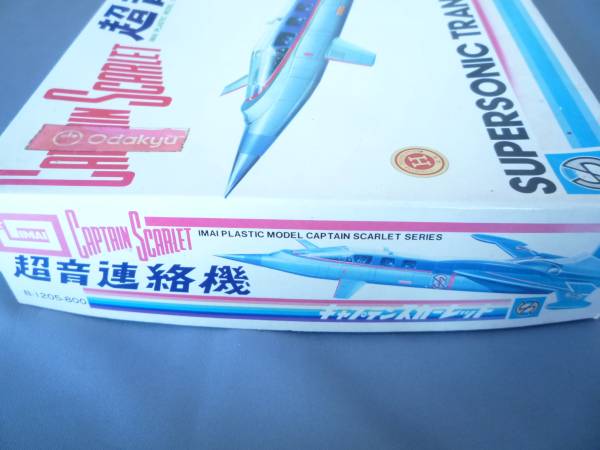 超音
CAPTAIN SCARLET
Odakyu
SUPERSONIC TRAN
IMAI
CAPTAIN SCARLET
IMAI PLASTIC MODEL CAPTAIN SCARLET SERIES
超音連絡機
B-1205-800
キャプテンスカーレット